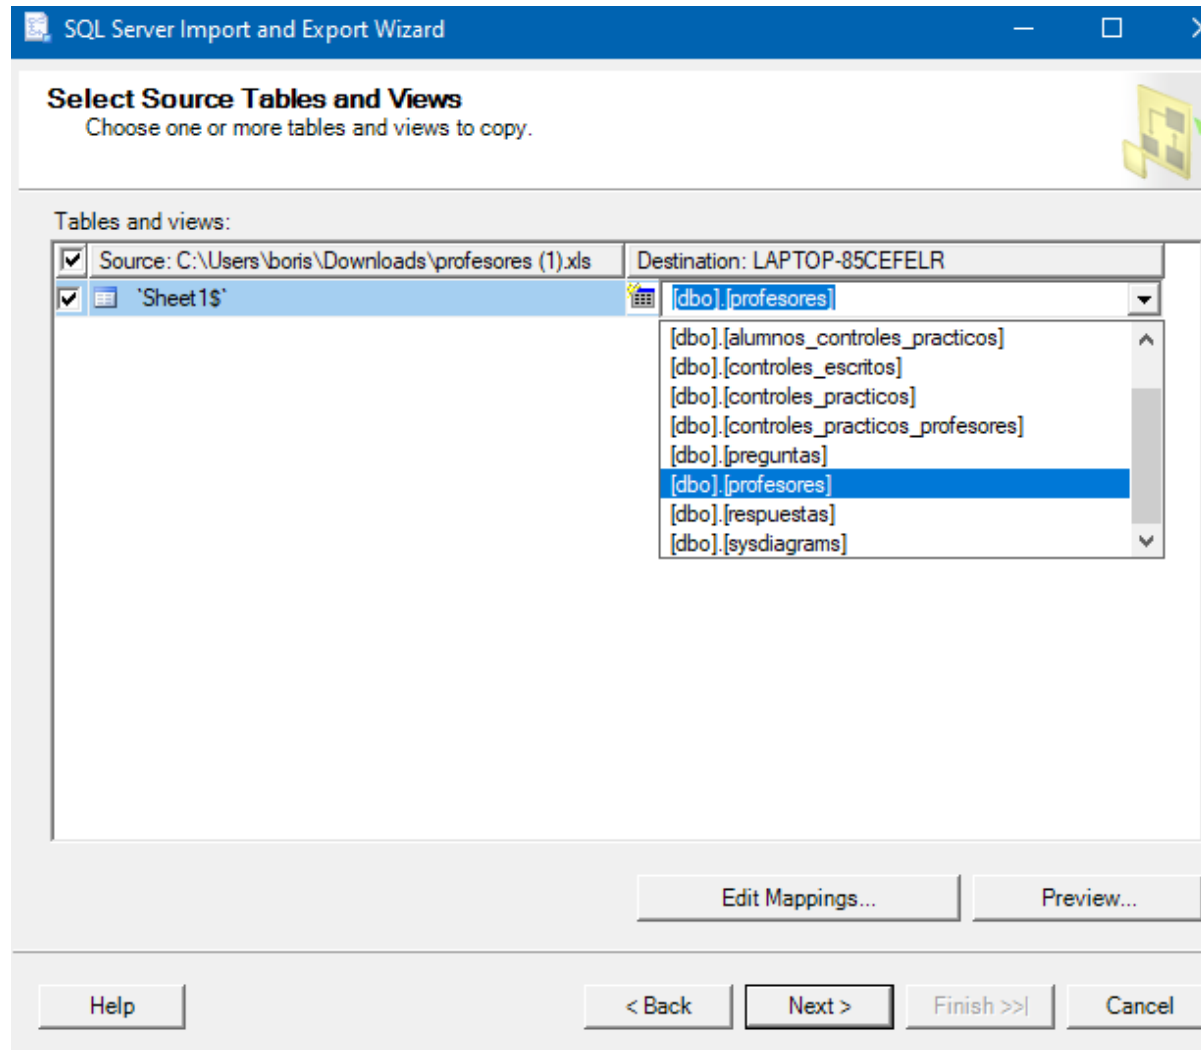 SQL Server Import and Export Wizard
Select Source Tables and Views
Choose one or more tables and views to copy.
Tables and views:
Source: C:\Users\boris\Downloads\profesores (1).xls Destination: LAPTOP-85CEFELR
`Sheet1$` [dbo].[profesores]
[dbo].[alumnos_controles_practicos]
[dbo].[controles_escritos]
[dbo].[controles_practicos]
[dbo].[controles_practicos_profesores]
[dbo].[preguntas]
[dbo].[profesores]
[dbo].[respuestas]
[dbo].[sysdiagrams]
Edit Mappings... Preview...
Help < Back Next > Finish >>| Cancel